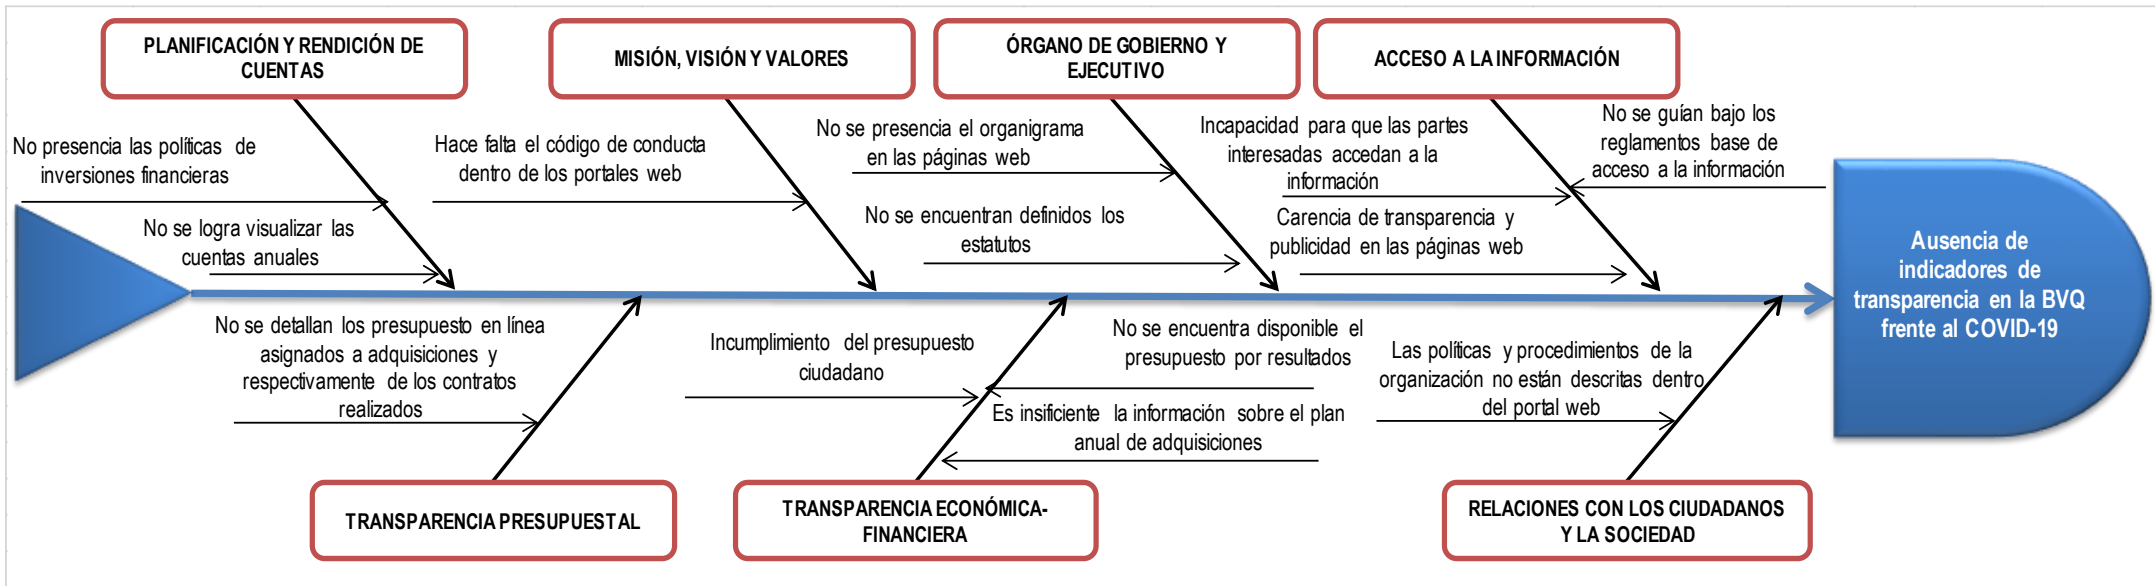 PLANIFICACIÓN Y RENDICIÓN DE
CUENTAS
MISIÓN, VISIÓN Y VALORES
ÓRGANO DE GOBIERNO Y
EJECUTIVO
ACCESO A LA INFORMACIÓN
No presencia las políticas de
inversiones financieras
No se logra visualizar las
cuentas anuales
Hace falta el código de conducta
dentro de los portales web
No se presencia el organigrama
en las páginas web
No se encuentran definidos los
estatutos
Incapacidad para que las partes
interesadas accedan a la
información
Carencia de transparencia y
publicidad en las páginas web
No se guían bajo los
reglamentos base de
acceso a la información
Ausencia de
indicadores de
transparencia en la BVQ
frente al COVID-19
No se detallan los presupuesto en línea
asignados a adquisiciones y
respectivamente de los contratos
realizados
Incumplimiento del presupuesto
ciudadano
No se encuentra disponible el
presupuesto por resultados
Es insificiente la información sobre el plan
anual de adquisiciones
Las políticas y procedimientos de la
organización no están descritas dentro
del portal web
TRANSPARENCIA PRESUPUESTAL
TRANSPARENCIA ECONÓMICA-
FINANCIERA
RELACIONES CON LOS CIUDADANOS
Y LA SOCIEDAD